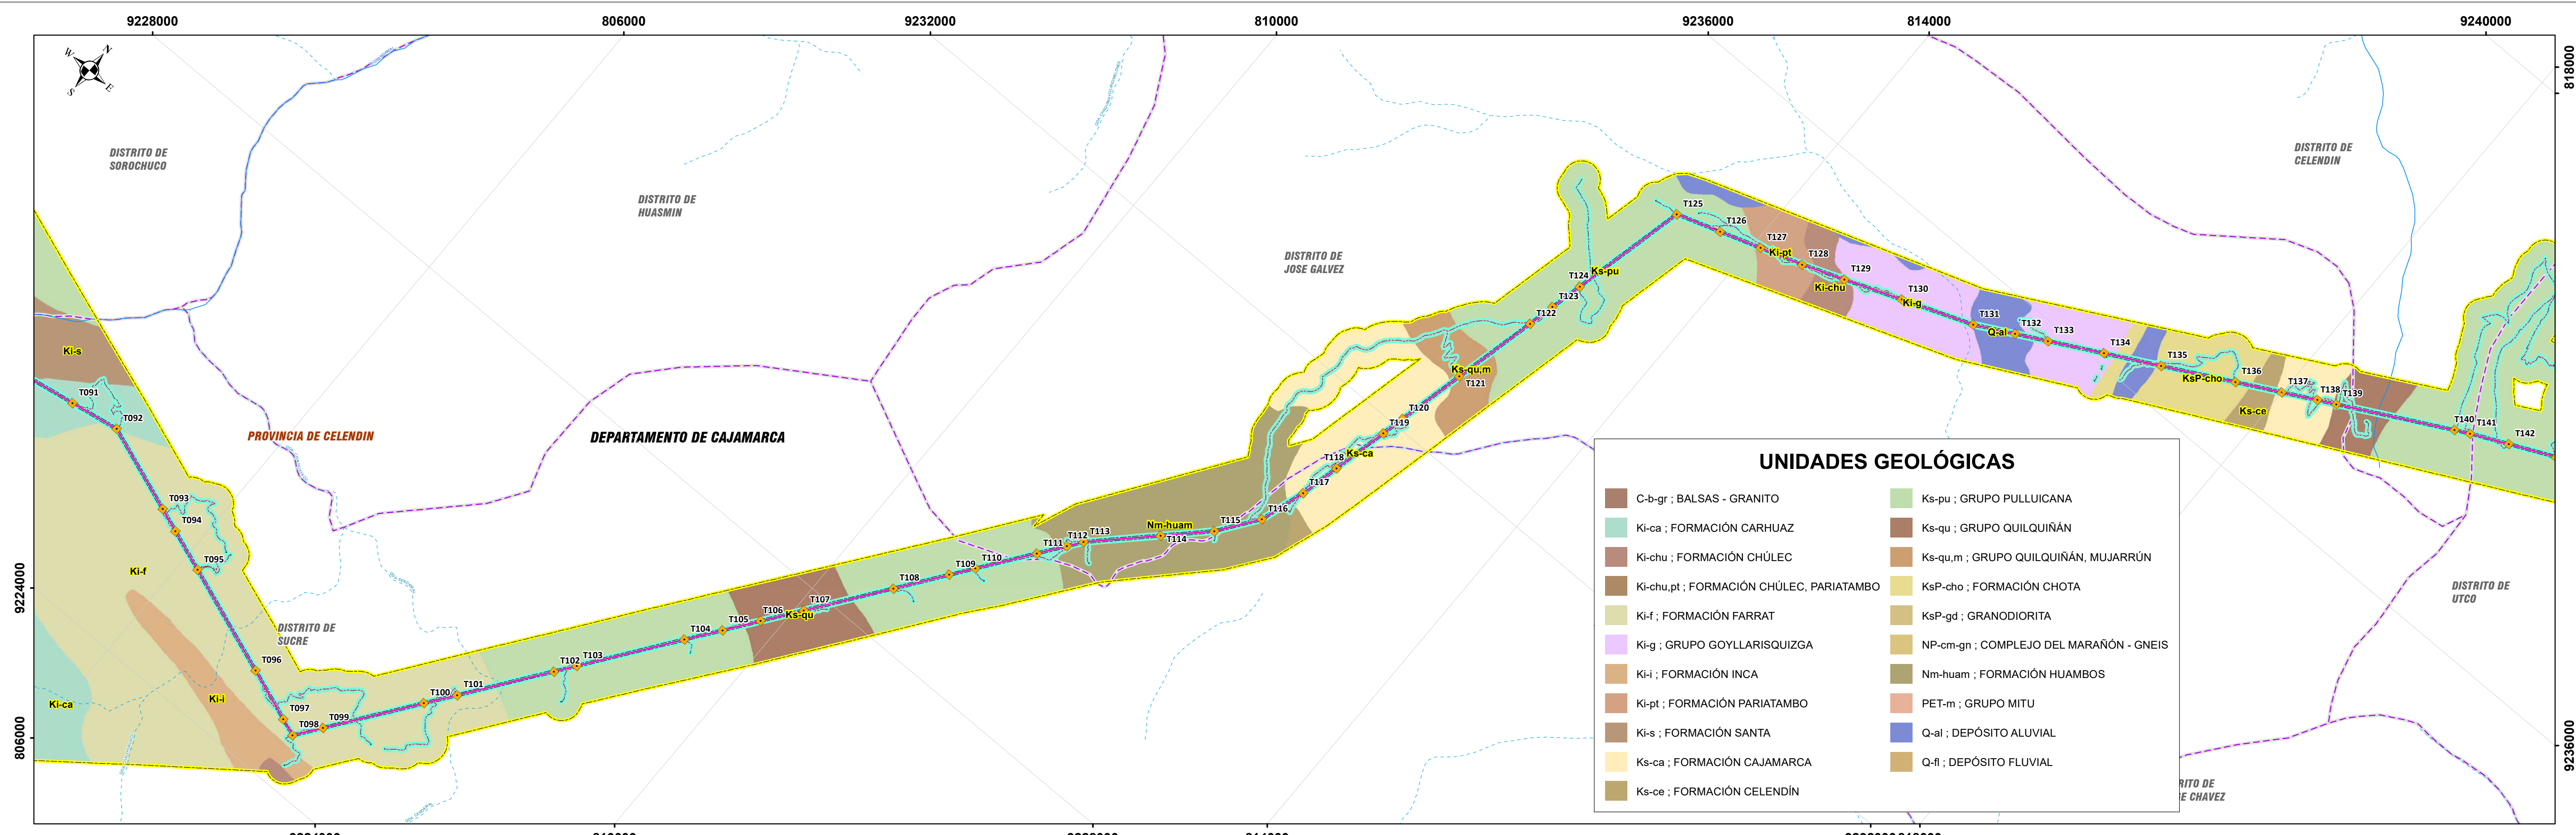 9228000
806000
9232000
810000
9236000
814000
9240000
818000
N
W
E
S
DISTRITO DE
SOROCHUCO
DISTRITO DE
HUASMIN
DISTRITO DE
JOSE GALVEZ
DISTRITO DE
CELENDIN
PROVINCIA DE CELENDIN
DEPARTAMENTO DE CAJAMARCA
DISTRITO DE
SUCRE
DISTRITO DE
UTCO
RITO DE
E CHAVEZ
Ki-s
T091
T092
T093
T094
T095
Ki-f
T096
Ki-i
Ki-ca
T097
T098
T099
T100
T101
T102
T103
T104
T105
T106
Ks-qu
T107
T108
T109
T110
T111
T112
T113
Nm-huam
T114
T115
T116
T117
T118
Ks-ca
T119
T120
T121
Ks-qu,m
T122
T123
T124
Ks-pu
T125
T126
T127
Ki-pt
T128
Ki-chu
T129
T130
Ki-g
T131
Q-al
T132
T133
T134
T135
KsP-cho
T136
Ks-ce
T137
T138
T139
T140
T141
T142
UNIDADES GEOLÓGICAS
C-b-gr ; BALSAS - GRANITO
Ki-ca ; FORMACIÓN CARHUAZ
Ki-chu ; FORMACIÓN CHÚLEC
Ki-chu,pt ; FORMACIÓN CHÚLEC, PARIATAMBO
Ki-f ; FORMACIÓN FARRAT
Ki-g ; GRUPO GOYLLARISQUIZGA
Ki-i ; FORMACIÓN INCA
Ki-pt ; FORMACIÓN PARIATAMBO
Ki-s ; FORMACIÓN SANTA
Ks-ca ; FORMACIÓN CAJAMARCA
Ks-ce ; FORMACIÓN CELENDÍN
Ks-pu ; GRUPO PULLUICANA
Ks-qu ; GRUPO QUILQUIÑÁN
Ks-qu,m ; GRUPO QUILQUIÑÁN, MUJARRÚN
KsP-cho ; FORMACIÓN CHOTA
KsP-gd ; GRANODIORITA
NP-cm-gn ; COMPLEJO DEL MARAÑÓN - GNEIS
Nm-huam ; FORMACIÓN HUAMBOS
PET-m ; GRUPO MITU
Q-al ; DEPÓSITO ALUVIAL
Q-fl ; DEPÓSITO FLUVIAL
9224000
806000
9236000